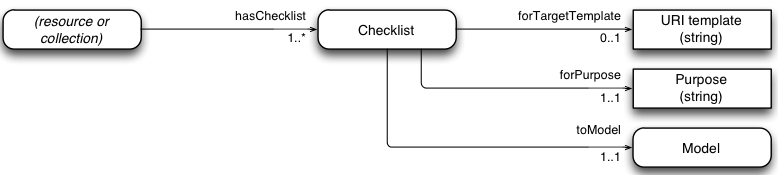 (resource or
collection)
hasChecklist
1..*
Checklist
forTargetTemplate
0..1
URI template
(string)
forPurpose
1..1
Purpose
(string)
toModel
1..1
Model